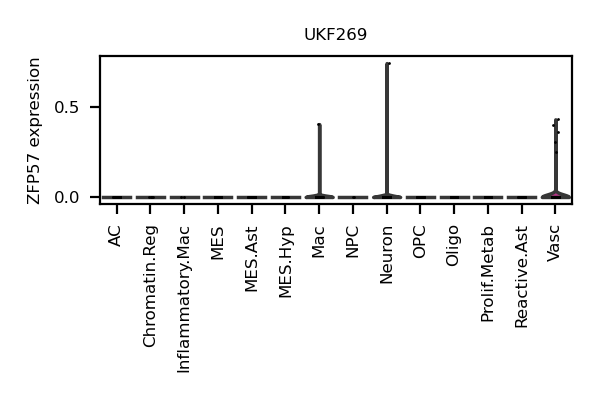 UKF269
ZFP57 expression
0.5
0.0
AC
Chromatin.Reg
Inflammatory.Mac
MES
MES.Ast
MES.Hyp
Mac
NPC
Neuron
OPC
Oligo
Prolif.Metab
Reactive.Ast
Vasc